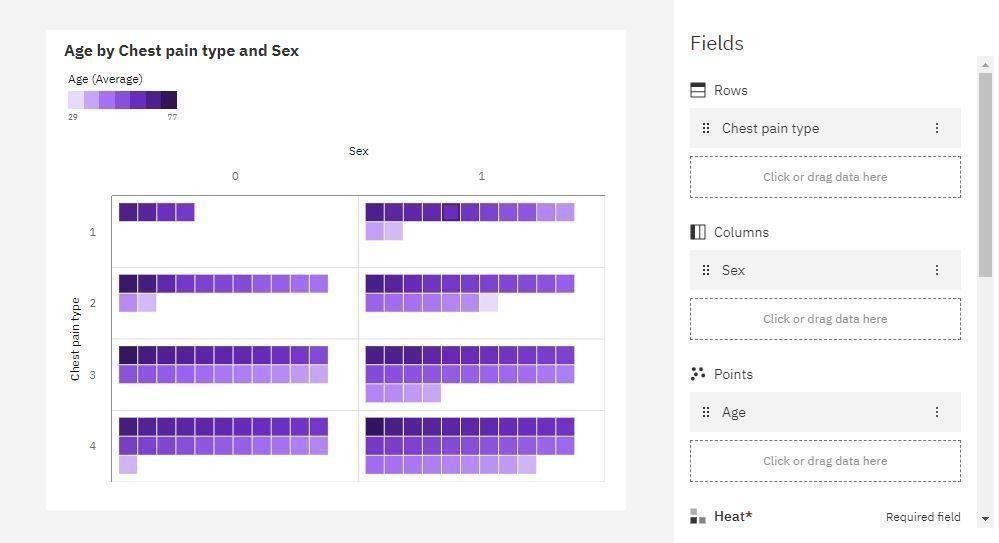 Age by Chest pain type and Sex
Age (Average)
29 77
Sex
0 1
Chest pain type
1
2
3
4
Fields
Rows
Chest pain type
Click or drag data here
Columns
Sex
Click or drag data here
Points
Age
Click or drag data here
Heat* Required field